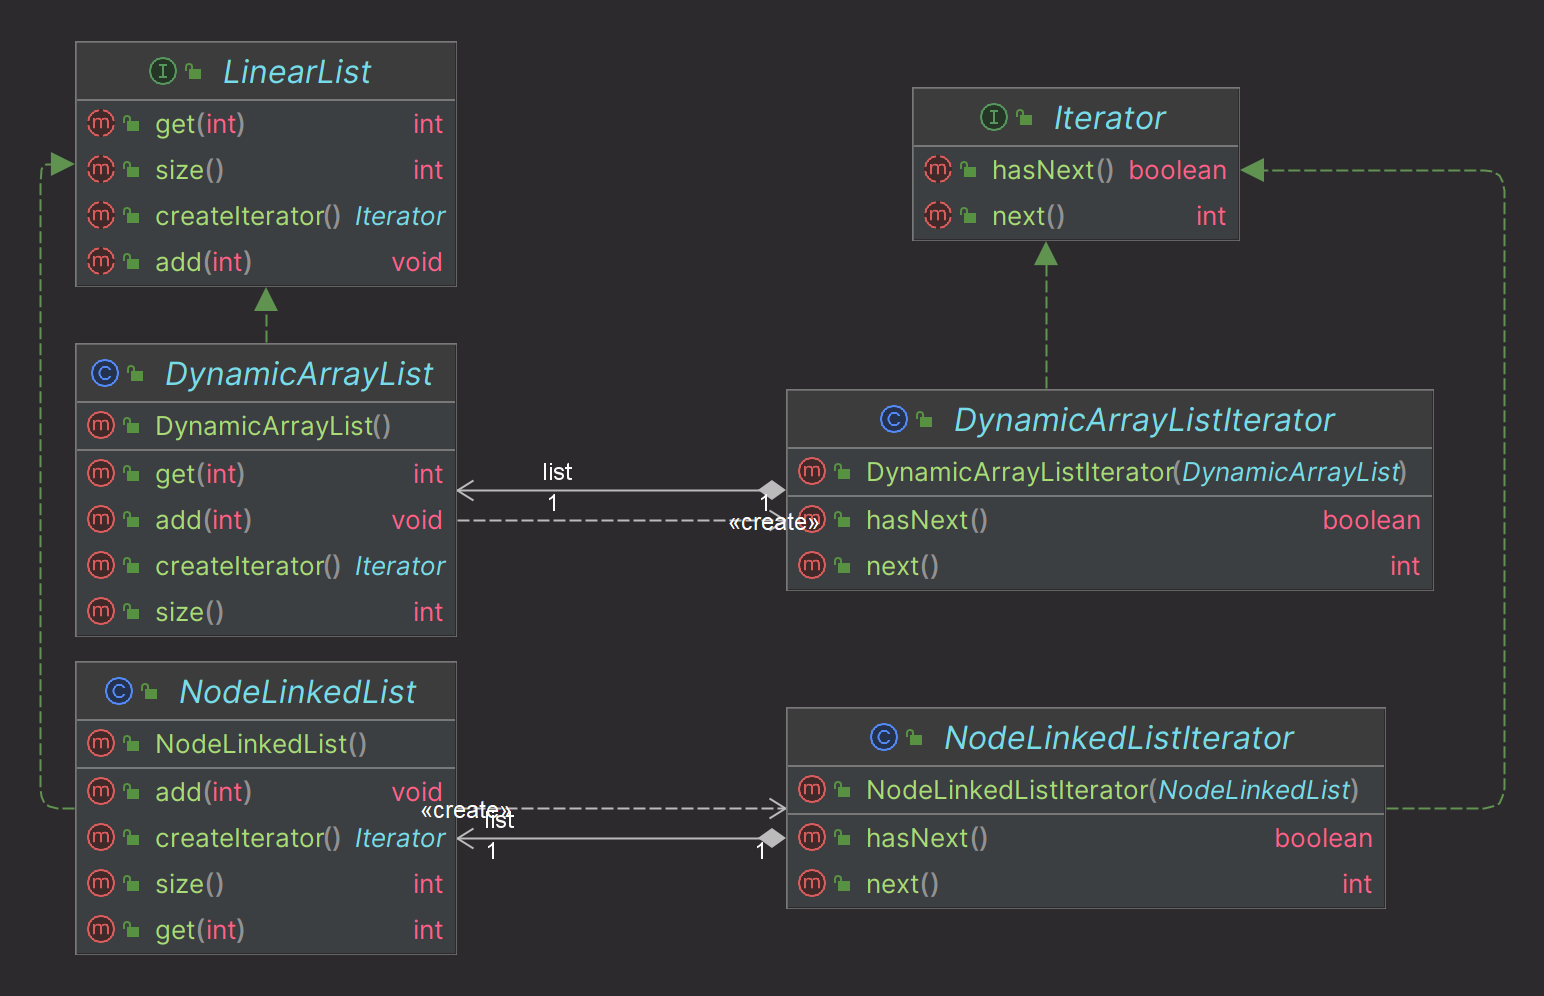 LinearList
get(int) int
size() int
createIterator() Iterator
add(int) void
Iterator
hasNext() boolean
next() int
DynamicArrayList
DynamicArrayList()
get(int) int
add(int) void
createIterator() Iterator
size() int
list
1 1
«create»
DynamicArrayListIterator
DynamicArrayListIterator(DynamicArrayList)
hasNext() boolean
next() int
NodeLinkedList
NodeLinkedList()
add(int) void
createIterator() Iterator
size() int
get(int) int
«create»
list
1 1
NodeLinkedListIterator
NodeLinkedListIterator(NodeLinkedList)
hasNext() boolean
next() int